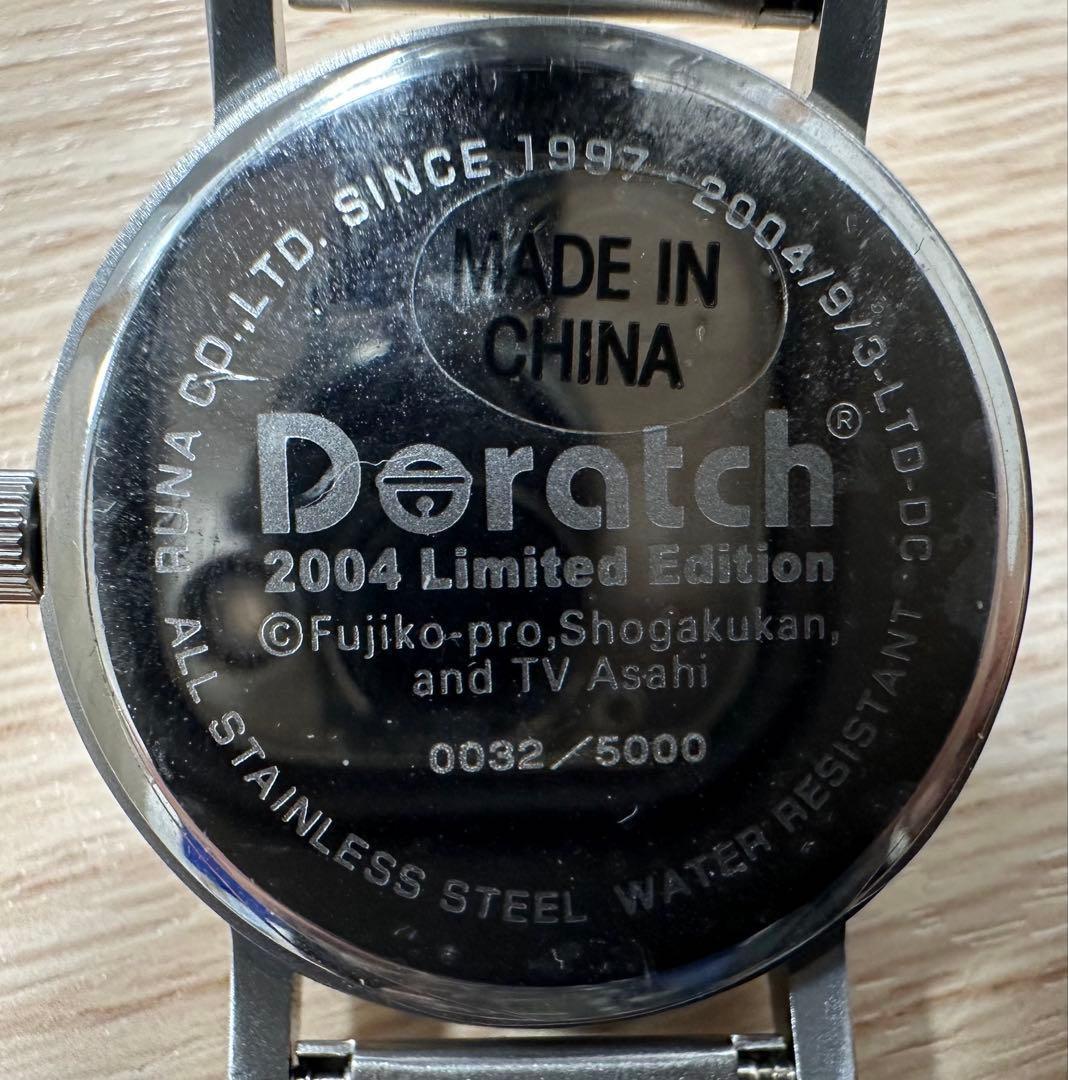 RUNA CO.,LTD. SINCE 1997 2004/9/3-LTD-DC
MADE IN
CHINA
Doratch®
2004 Limited Edition
©Fujiko-pro,Shogakukan,
and TV Asahi
0032/5000
ALL STAINLESS STEEL WATER RESISTANT